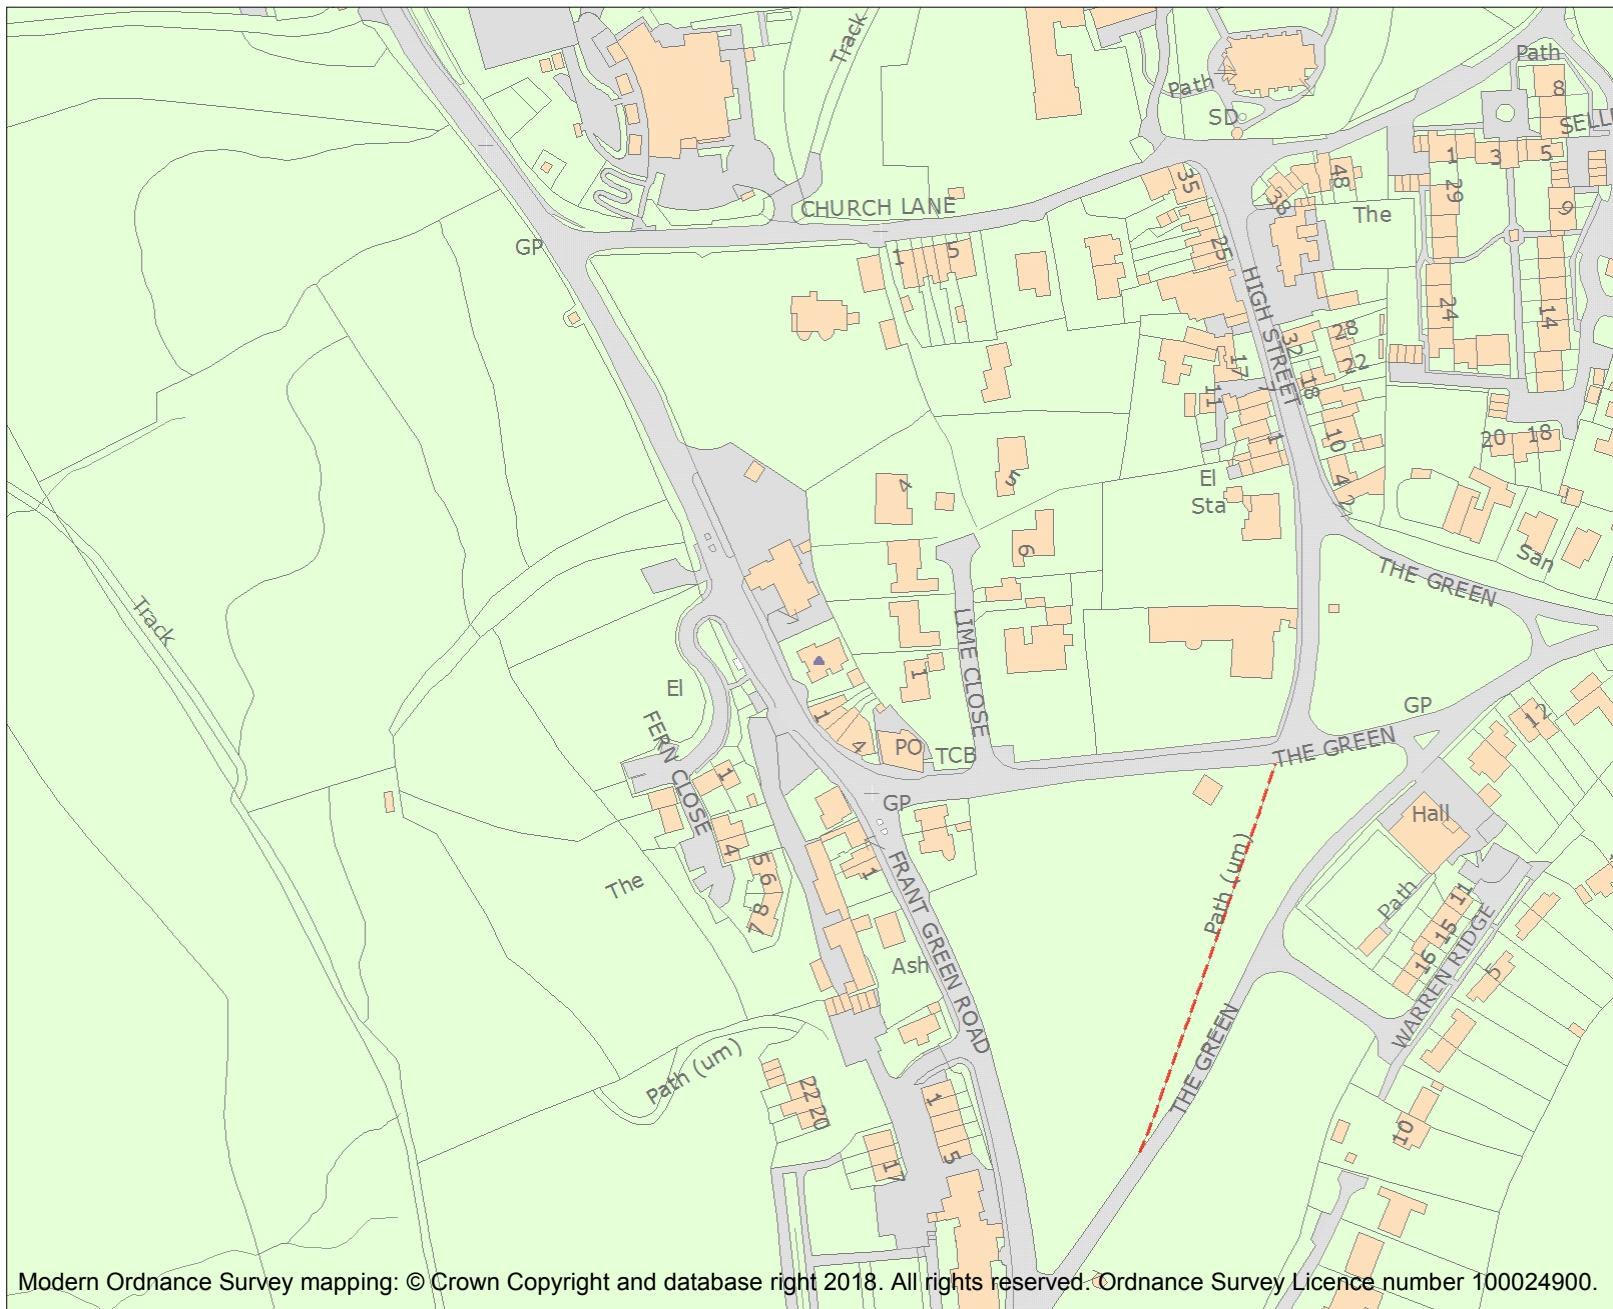 Track
Path
Path
SD
8
SELLE
1
3
5
35
48
38
29
9
The
CHURCH LANE
GP
1
5
25
HIGH STREET
24
14
28
32
22
17
18
7
11
10
1
20
18
4
5
4
2
El
Sta
6
San
THE GREEN
Track
LIME CLOSE
El
1
FERN CLOSE
1
4
PO
TCB
GP
12
THE GREEN
1
GP
Hall
4
5
6
The
1
Path (um)
Path
11
7
8
15
FRANT GREEN ROAD
16
WARREN RIDGE
5
Ash
THE GREEN
Path (um)
22
20
1
10
17
5
Modern Ordnance Survey mapping: © Crown Copyright and database right 2018. All rights reserved. Ordnance Survey Licence number 100024900.